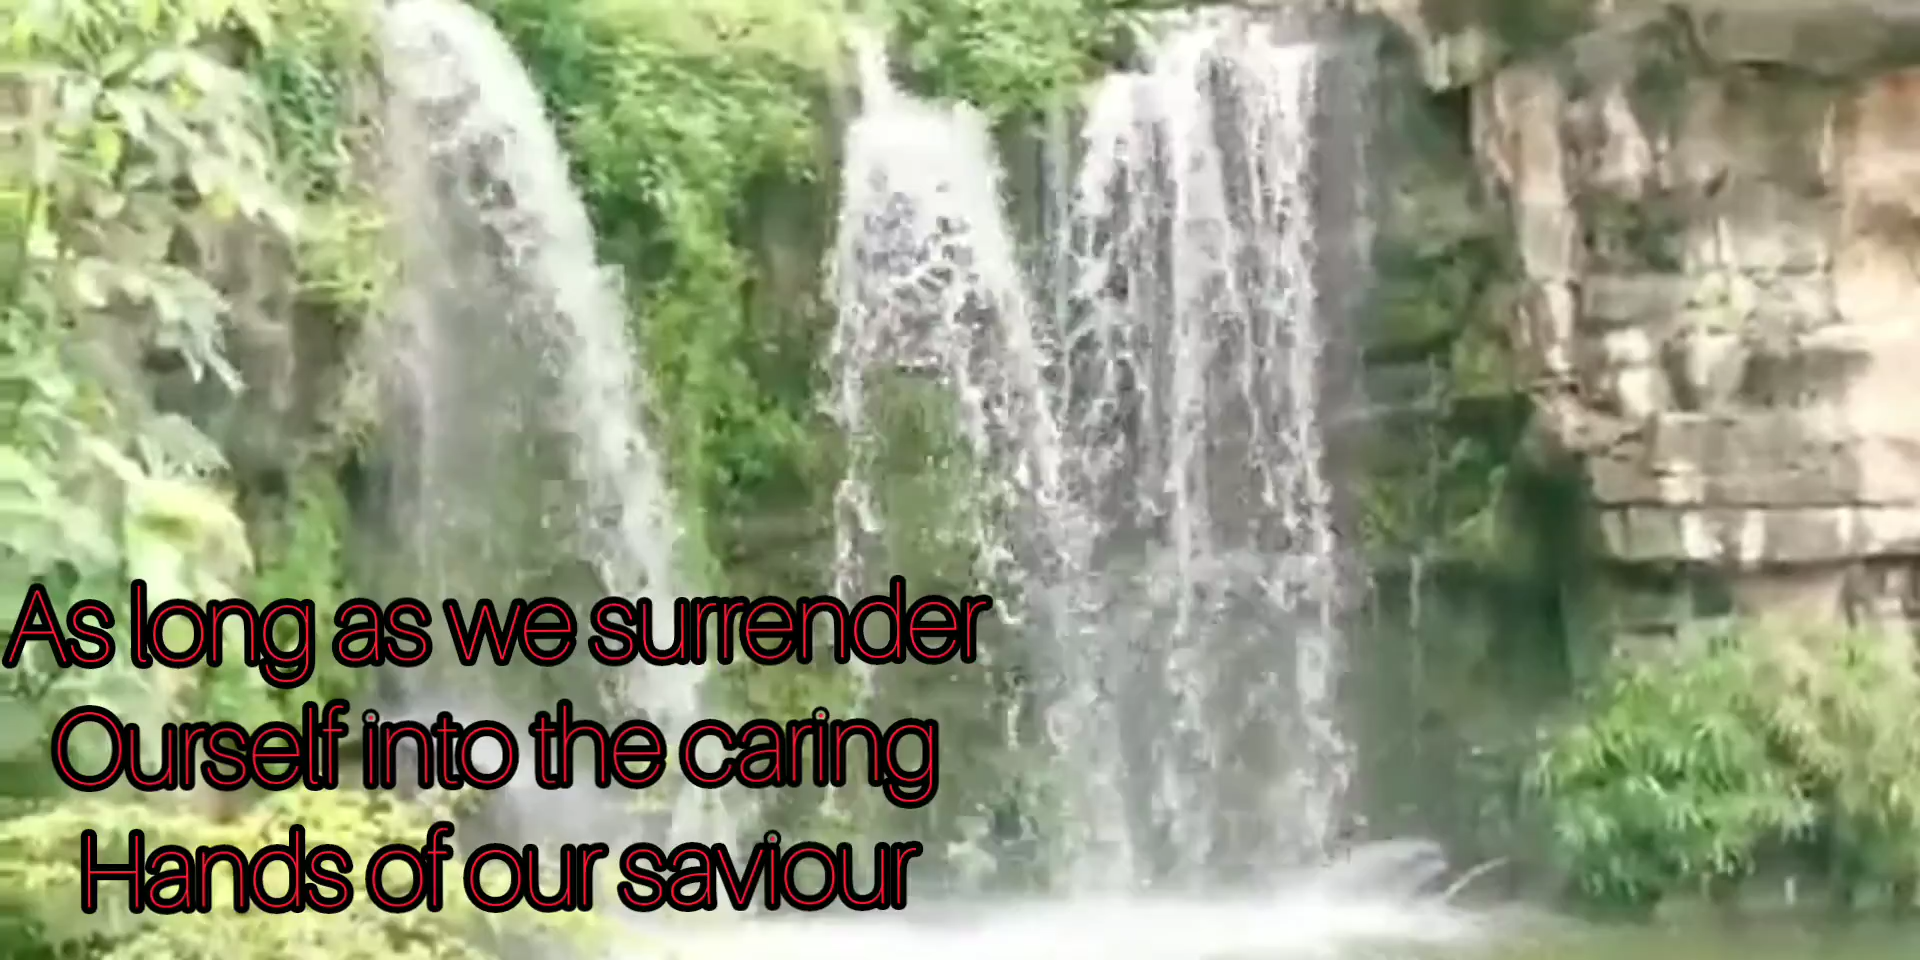 As long as we surrender
Ourself into the caring
Hands of our saviour